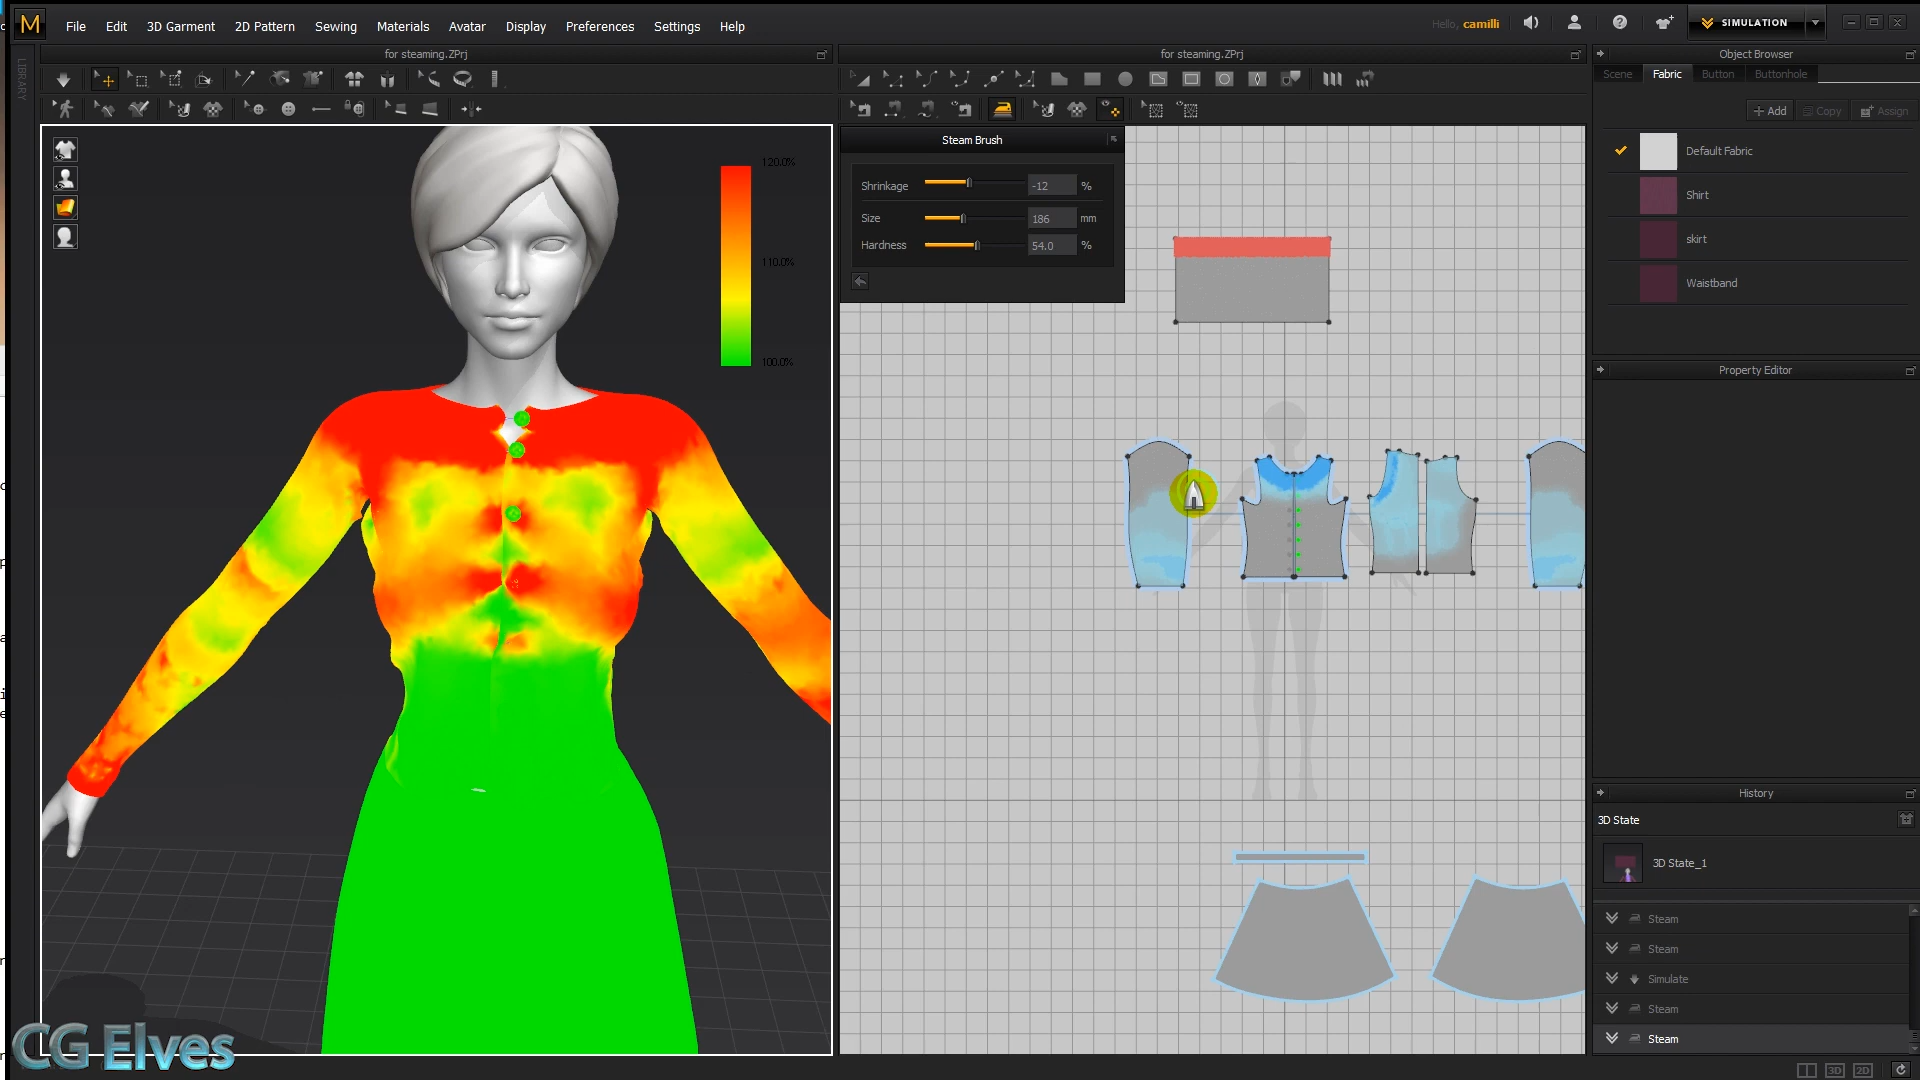 M File Edit 3D Garment 2D Pattern Sewing Materials Avatar Display Preferences Settings Help
Hello, camilli
SIMULATION
for steaming.ZPrj
for steaming.ZPrj
Object Browser
LIBRARY
Scene Fabric Button Buttonhole
+ Add Copy Assign
Steam Brush
Shrinkage -12 %
Size 186 mm
Hardness 54.0 %
120.0%
110.0%
100.0%
Default Fabric
Shirt
skirt
Waistband
Property Editor
History
3D State
3D State_1
Steam
Steam
Simulate
Steam
Steam
3D 2D
CG Elves